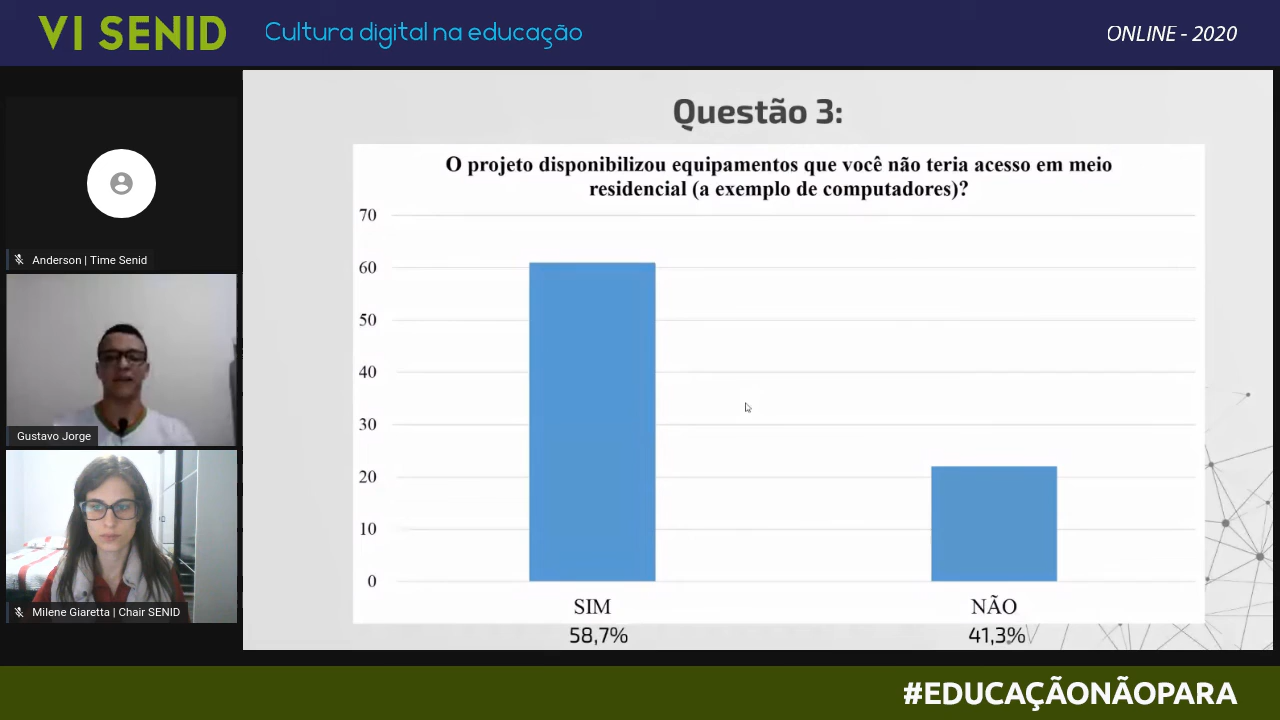 VI SENID
Cultura digital na educação
ONLINE - 2020
Anderson | Time Senid
Gustavo Jorge
Milene Giaretta | Chair SENID
Questão 3:
O projeto disponibilizou equipamentos que você não teria acesso em meio
residencial (a exemplo de computadores)?
70
60
50
40
30
20
10
0
SIM
NÃO
58,7%
41,3%
#EDUCAÇÃONÃOPARA